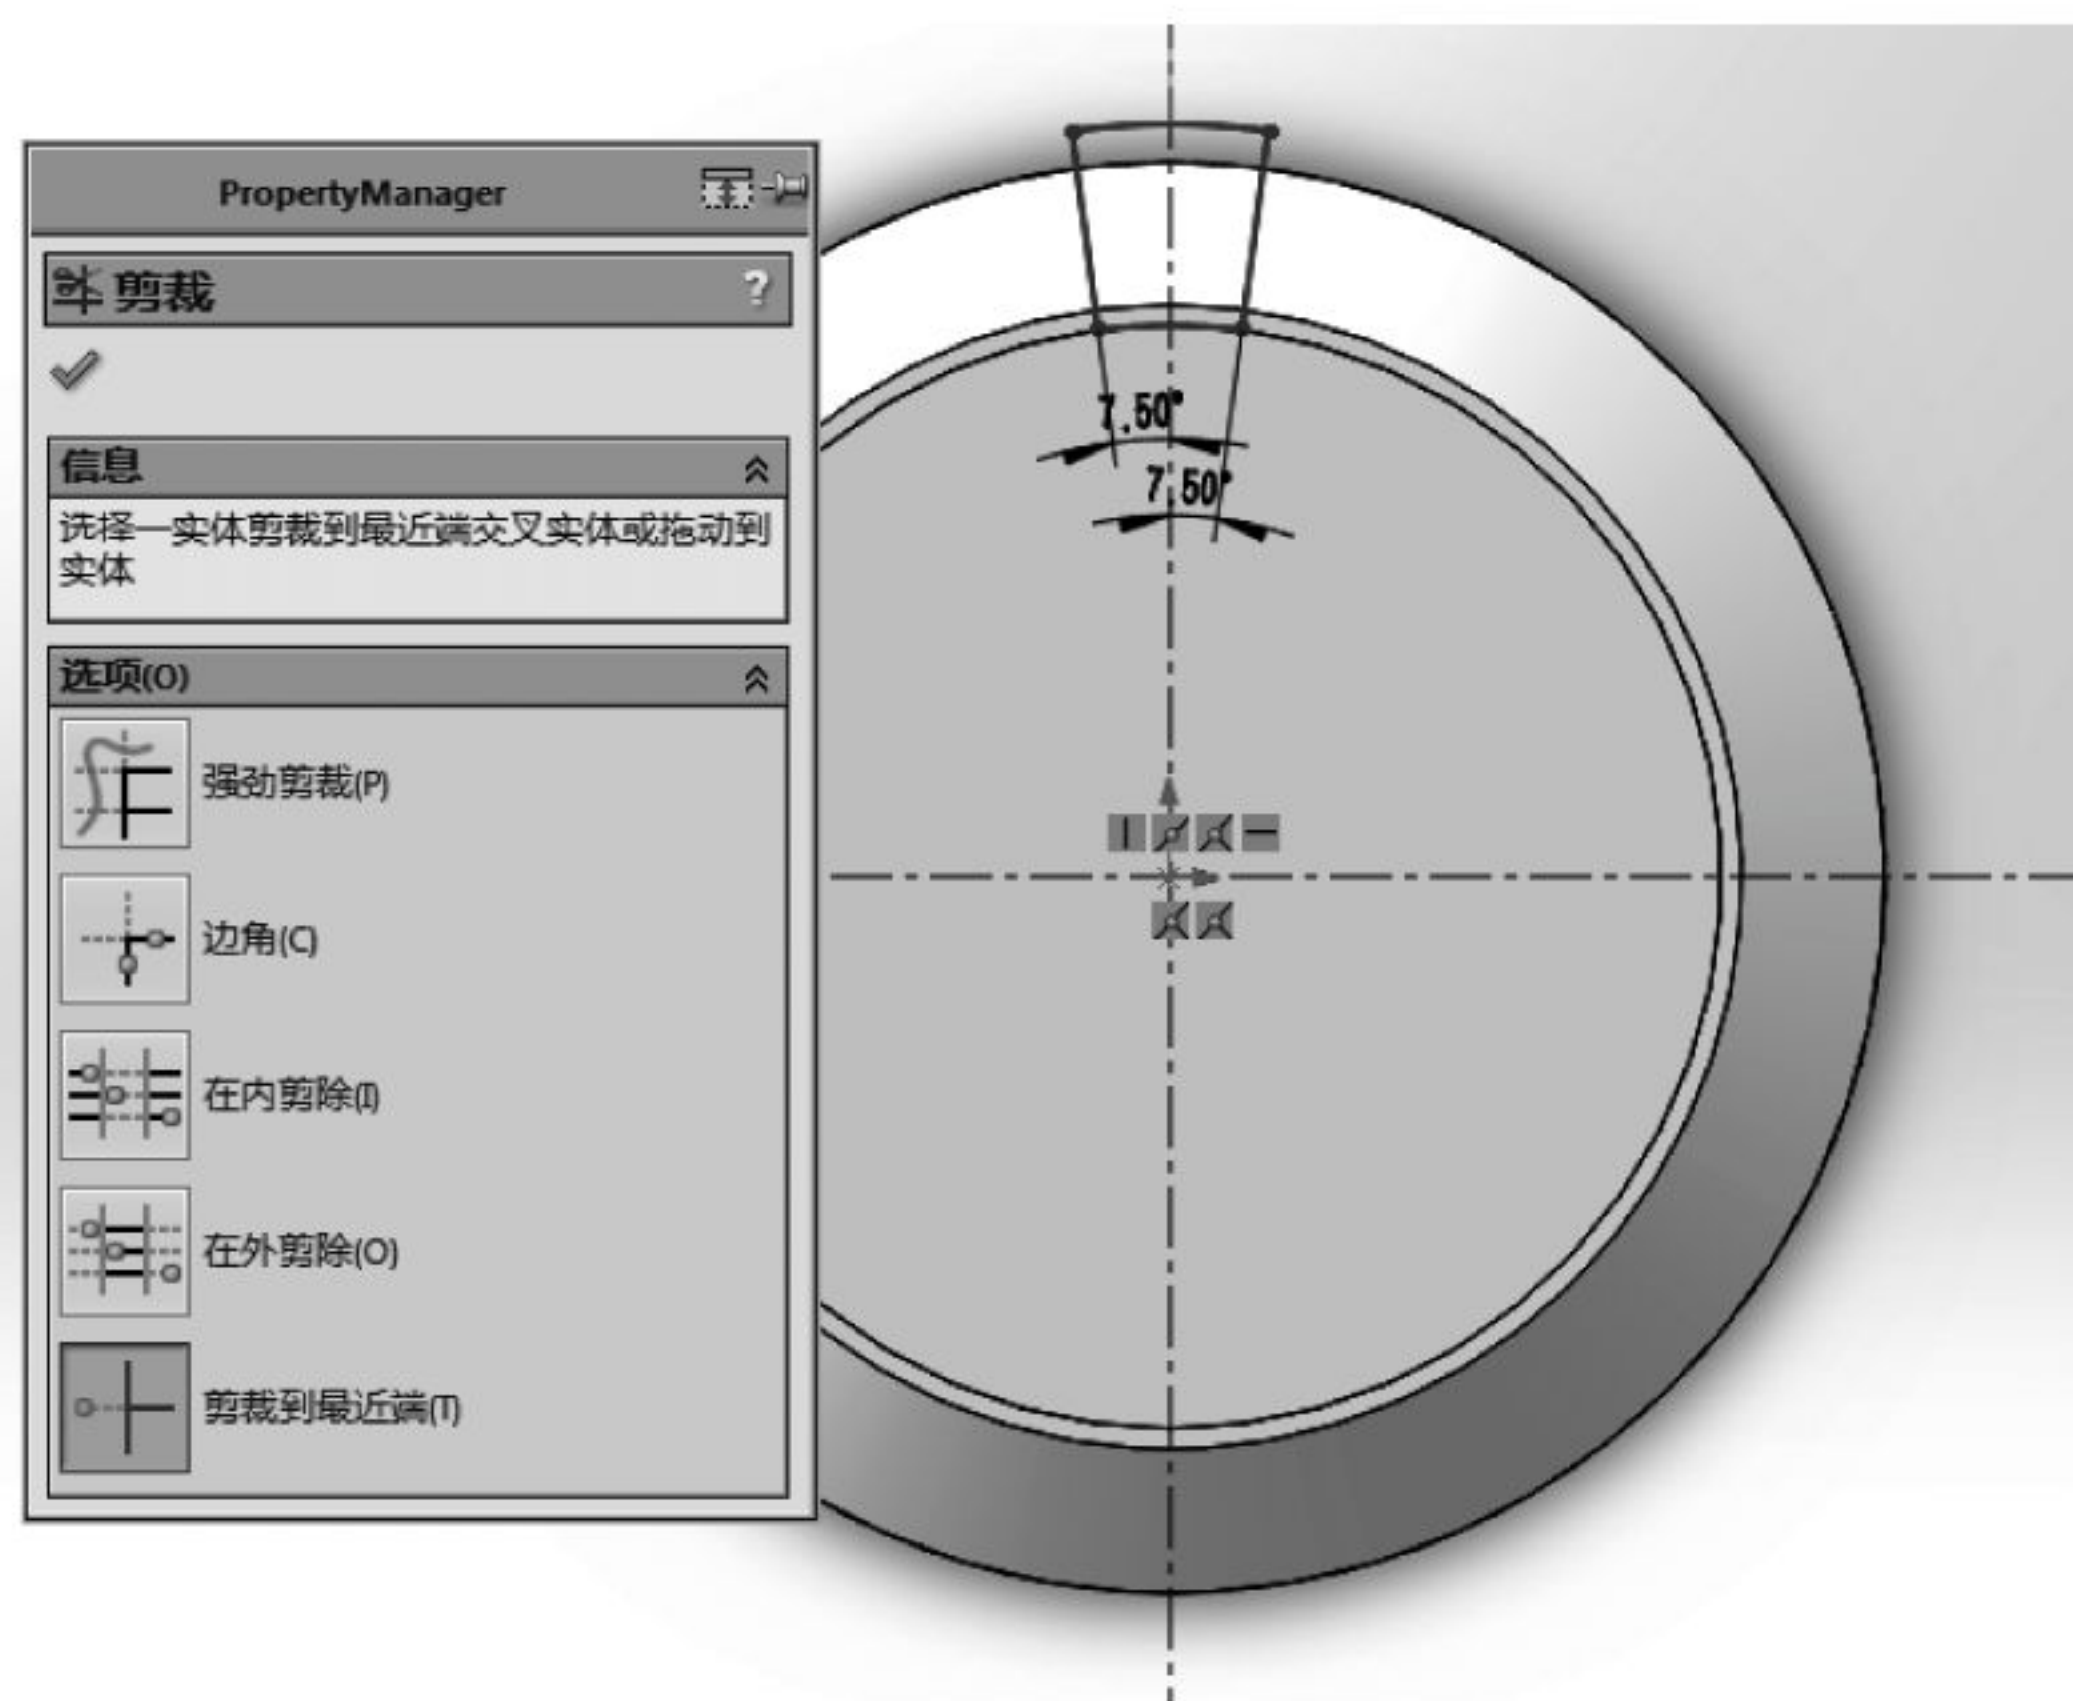 PropertyManager
剪裁
?
信息
选择一实体剪裁到最近端交叉实体或拖动到
实体
选项(O)
强劲剪裁(P)
边角(C)
在内剪除(I)
在外剪除(O)
剪裁到最近端(T)
7.50°
7.50°